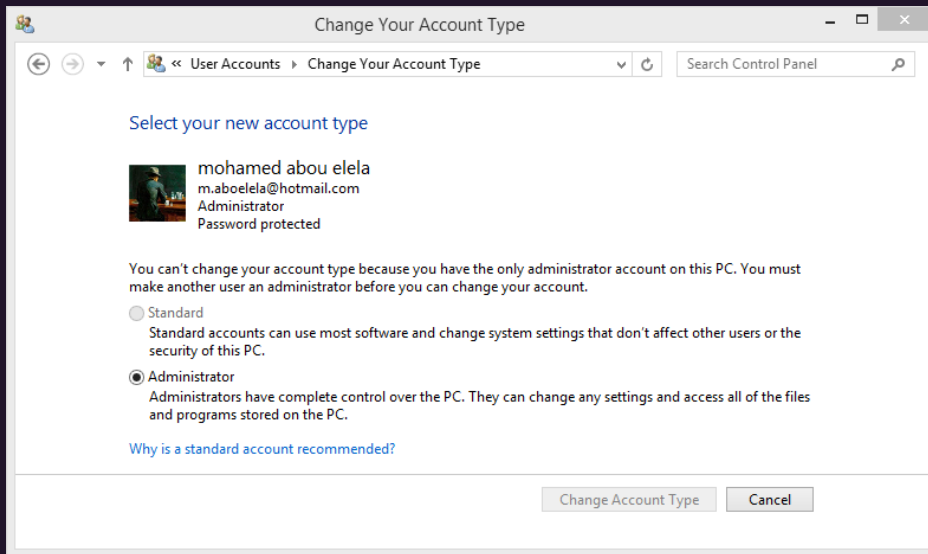 Change Your Account Type
« User Accounts Change Your Account Type
Search Control Panel
Select your new account type
mohamed abou elela
m.aboelela@hotmail.com
Administrator
Password protected
You can't change your account type because you have the only administrator account on this PC. You must
make another user an administrator before you can change your account.
Standard
Standard accounts can use most software and change system settings that don't affect other users or the
security of this PC.
Administrator
Administrators have complete control over the PC. They can change any settings and access all of the files
and programs stored on the PC.
Why is a standard account recommended?
Change Account Type Cancel